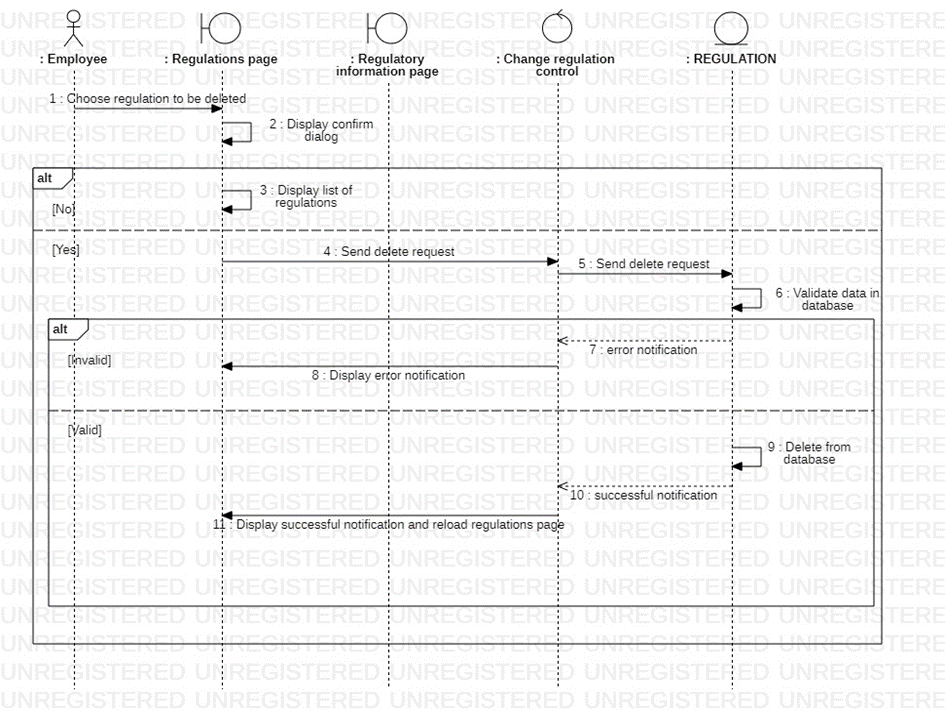 : Employee
: Regulations page
: Regulatory
information page
: Change regulation
control
: REGULATION
1 : Choose regulation to be deleted
2 : Display confirm
dialog
alt
3 : Display list of
regulations
[No]
[Yes]
4 : Send delete request
5 : Send delete request
6 : Validate data in
database
alt
7 : error notification
[Invalid]
8 : Display error notification
[Valid]
9 : Delete from
database
10 : successful notification
11 : Display successful notification and reload regulations page
UNREGISTERED